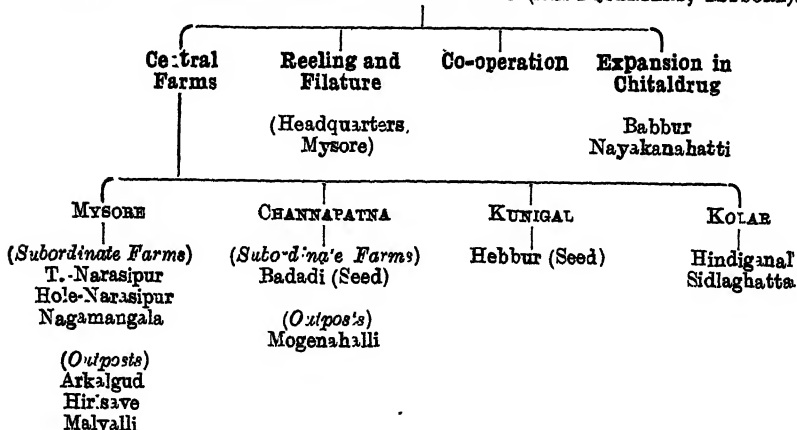 Central Farms
Reeling and Filature
(Headquarters, Mysore)
Co-operation
Expansion in Chitaldrug
Babbur
Nayakanahatti
MYSORE
(Subordinate Farms)
T.-Narasipur
Hole-Narasipur
Nagamangala
(Outposts)
Arkalgud
Hirisave
Malvalli
CHANNAPATNA
(Subordinate Farms)
Badadi (Seed)
(Outposts)
Mogenahalli
KUNIGAL
Hebbur (Seed)
KOLAR
Hindiganal
Sidlaghatta